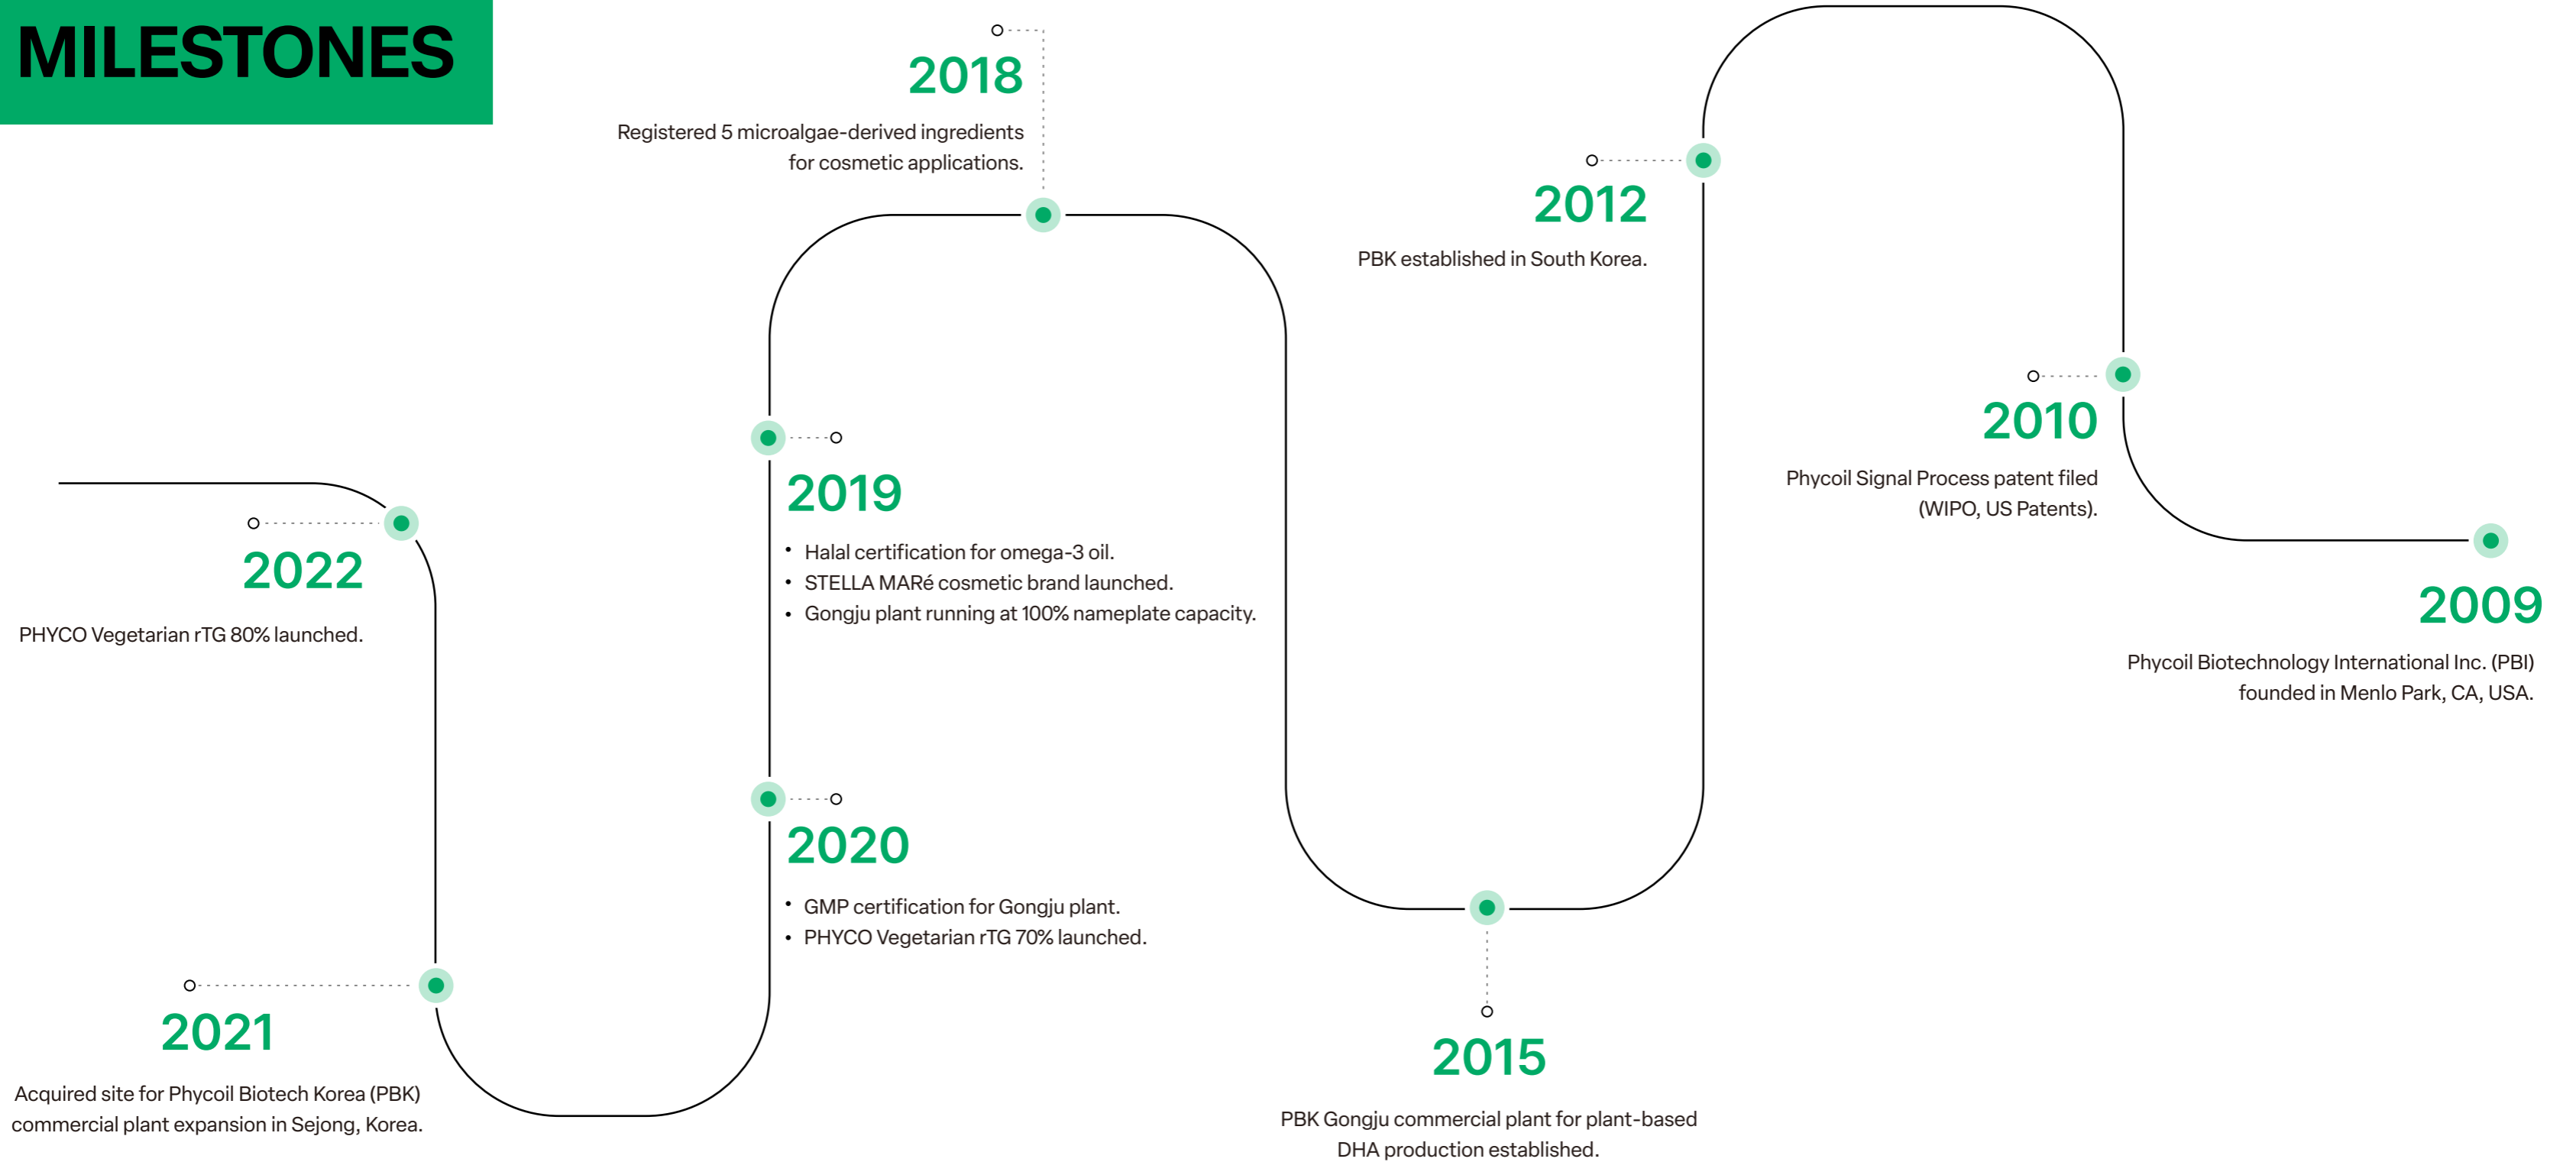 MILESTONES
2018
Registered 5 microalgae-derived ingredients
for cosmetic applications.
2012
PBK established in South Korea.
2010
Phycoil Signal Process patent filed
(WIPO, US Patents).
2009
Phycoil Biotechnology International Inc. (PBI)
founded in Menlo Park, CA, USA.
2022
PHYCO Vegetarian rTG 80% launched.
2019
• Halal certification for omega-3 oil.
• STELLA MARé cosmetic brand launched.
• Gongju plant running at 100% nameplate capacity.
2020
• GMP certification for Gongju plant.
• PHYCO Vegetarian rTG 70% launched.
2021
Acquired site for Phycoil Biotech Korea (PBK)
commercial plant expansion in Sejong, Korea.
2015
PBK Gongju commercial plant for plant-based
DHA production established.